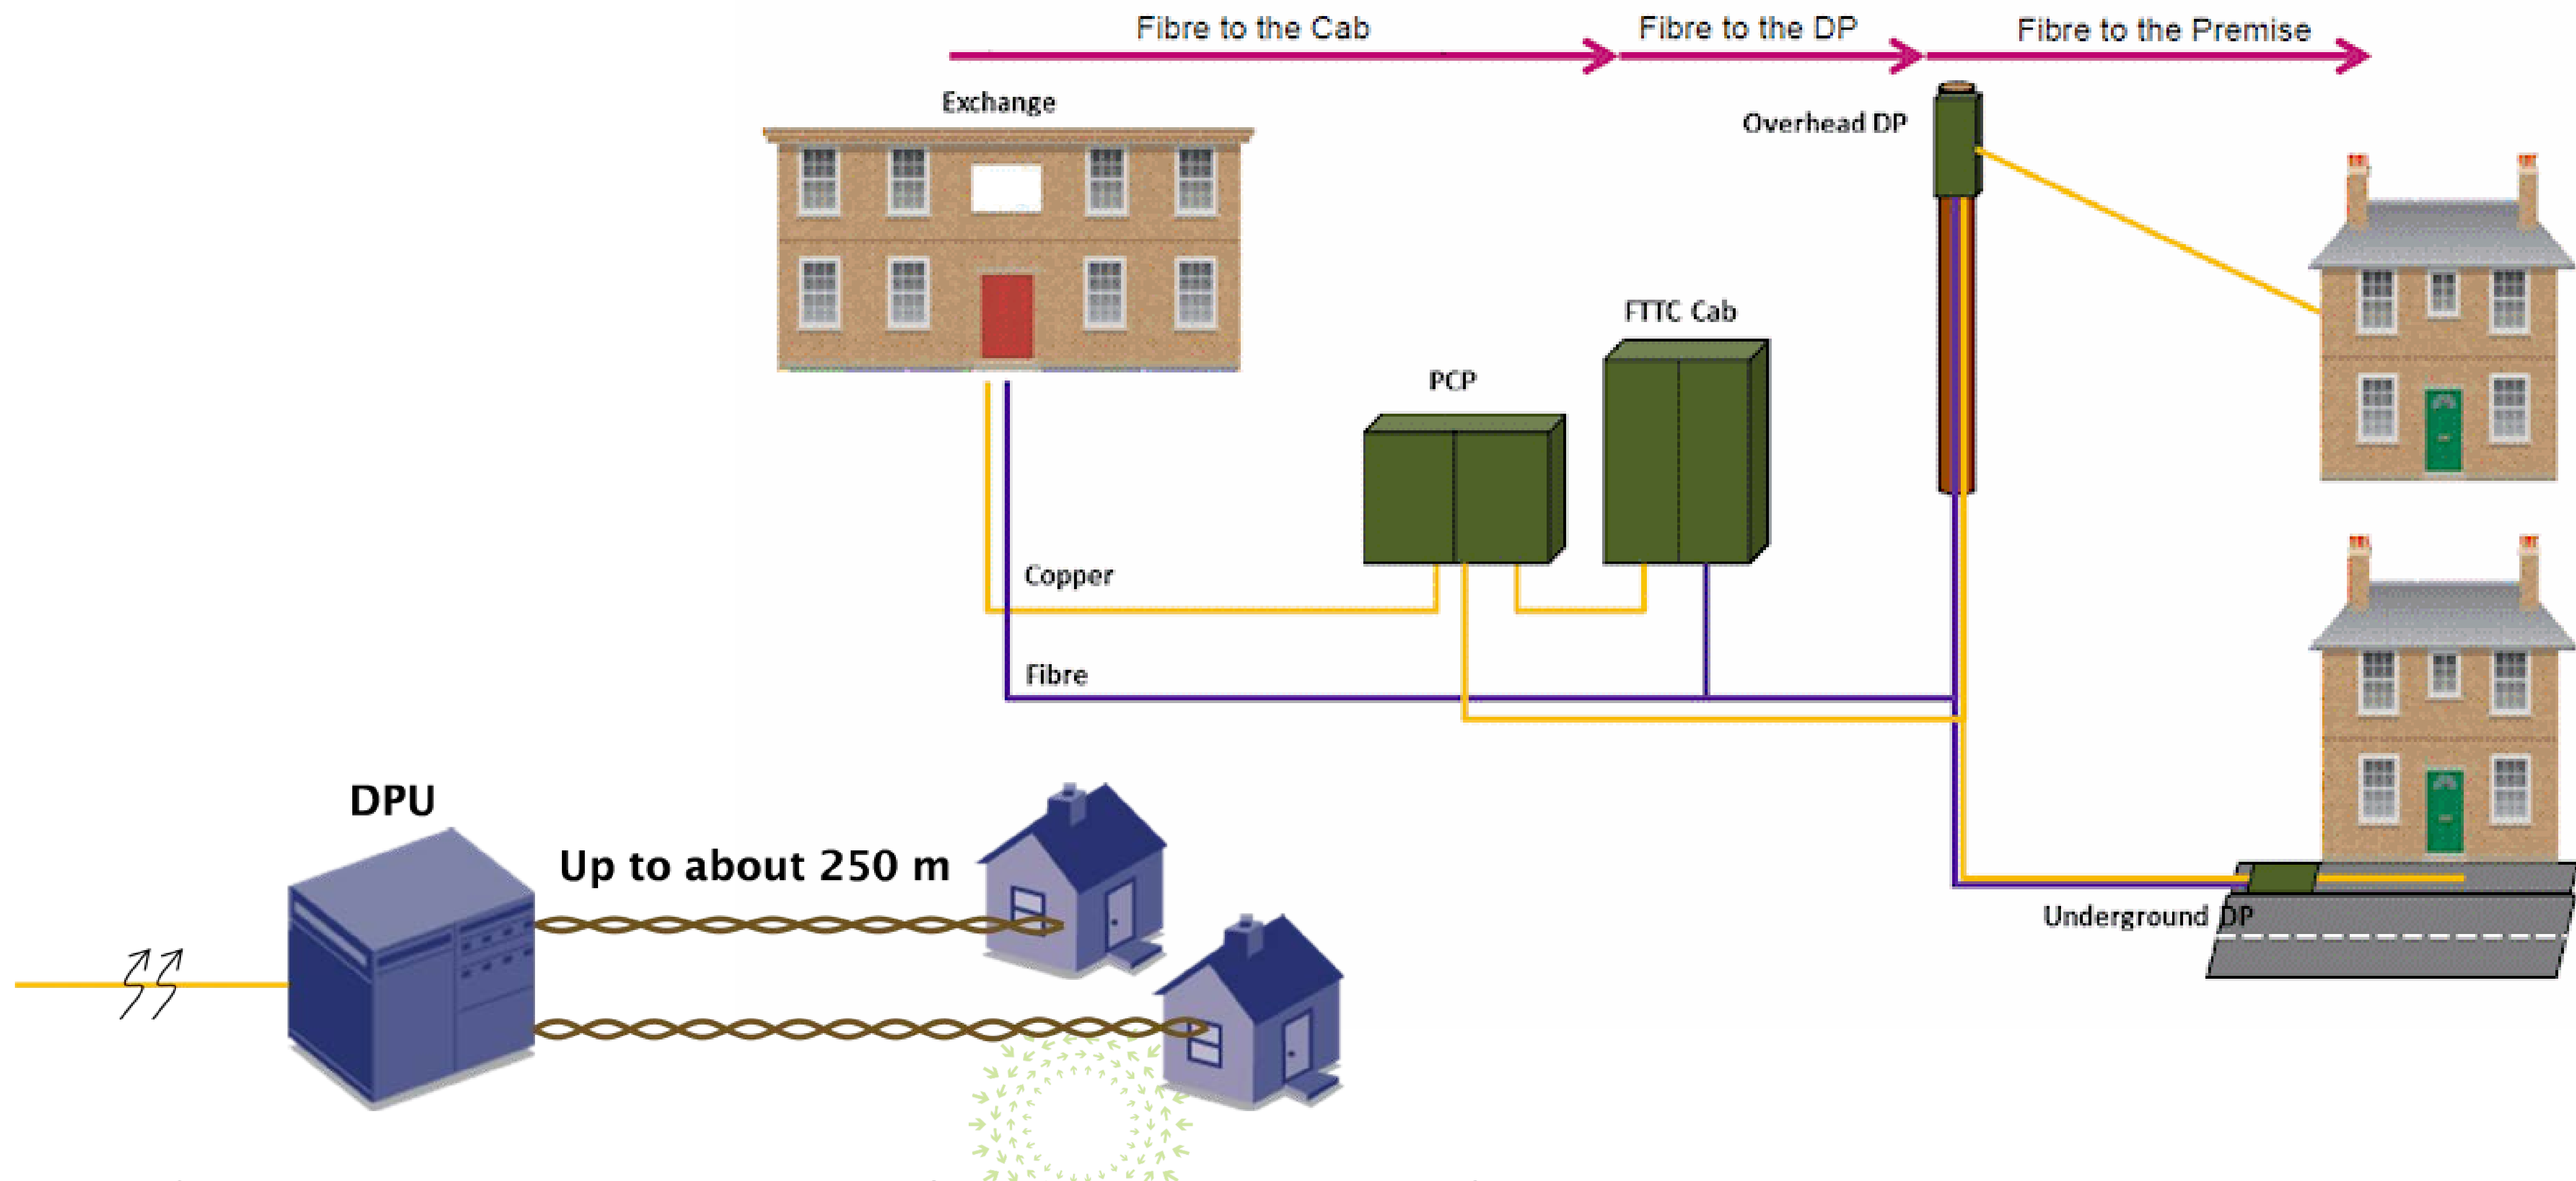 Fibre to the Cab
Fibre to the DP
Fibre to the Premise
Exchange
Overhead DP
FTTC Cab
PCP
Copper
Fibre
DPU
Up to about 250 m
Underground DP